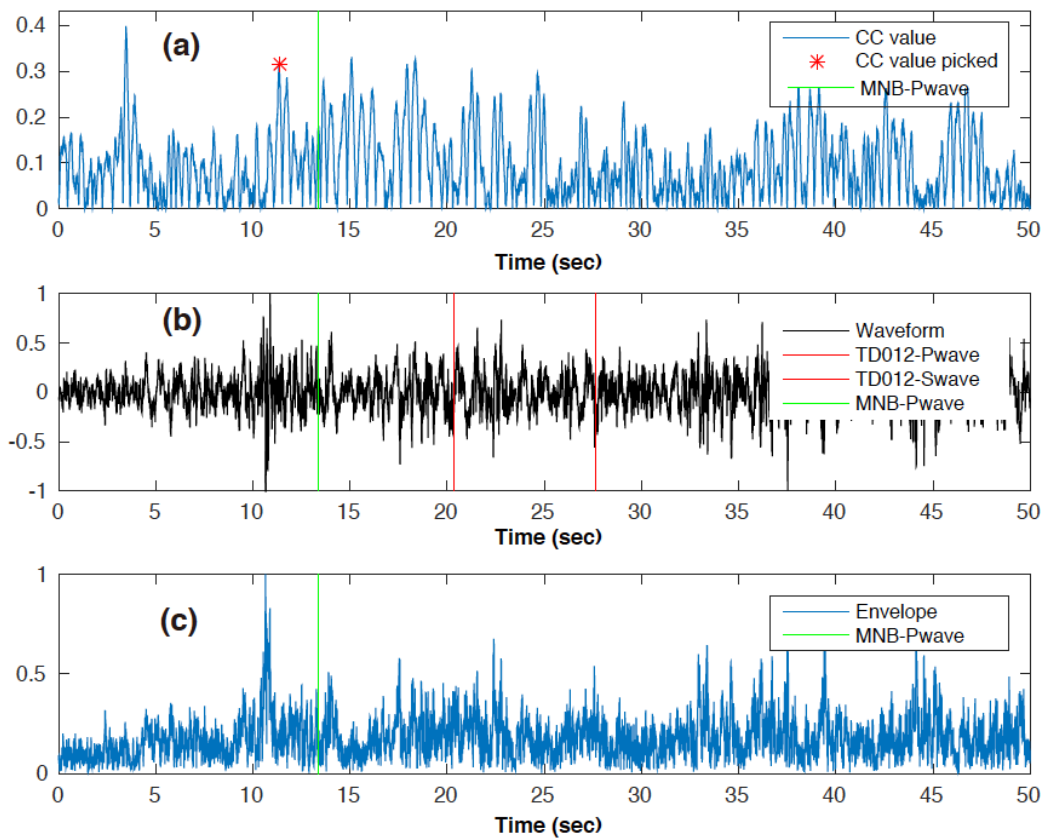 (a)
CC value
CC value picked
MNB-Pwave
0.4
0.3
0.2
0.1
0
0 5 10 15 20 25 30 35 40 45 50
Time (sec)
(b)
Waveform
TD012-Pwave
TD012-Swave
MNB-Pwave
1
0.5
0
-0.5
-1
0 5 10 15 20 25 30 35 40 45 50
Time (sec)
(c)
Envelope
MNB-Pwave
1
0.5
0
0 5 10 15 20 25 30 35 40 45 50
Time (sec)